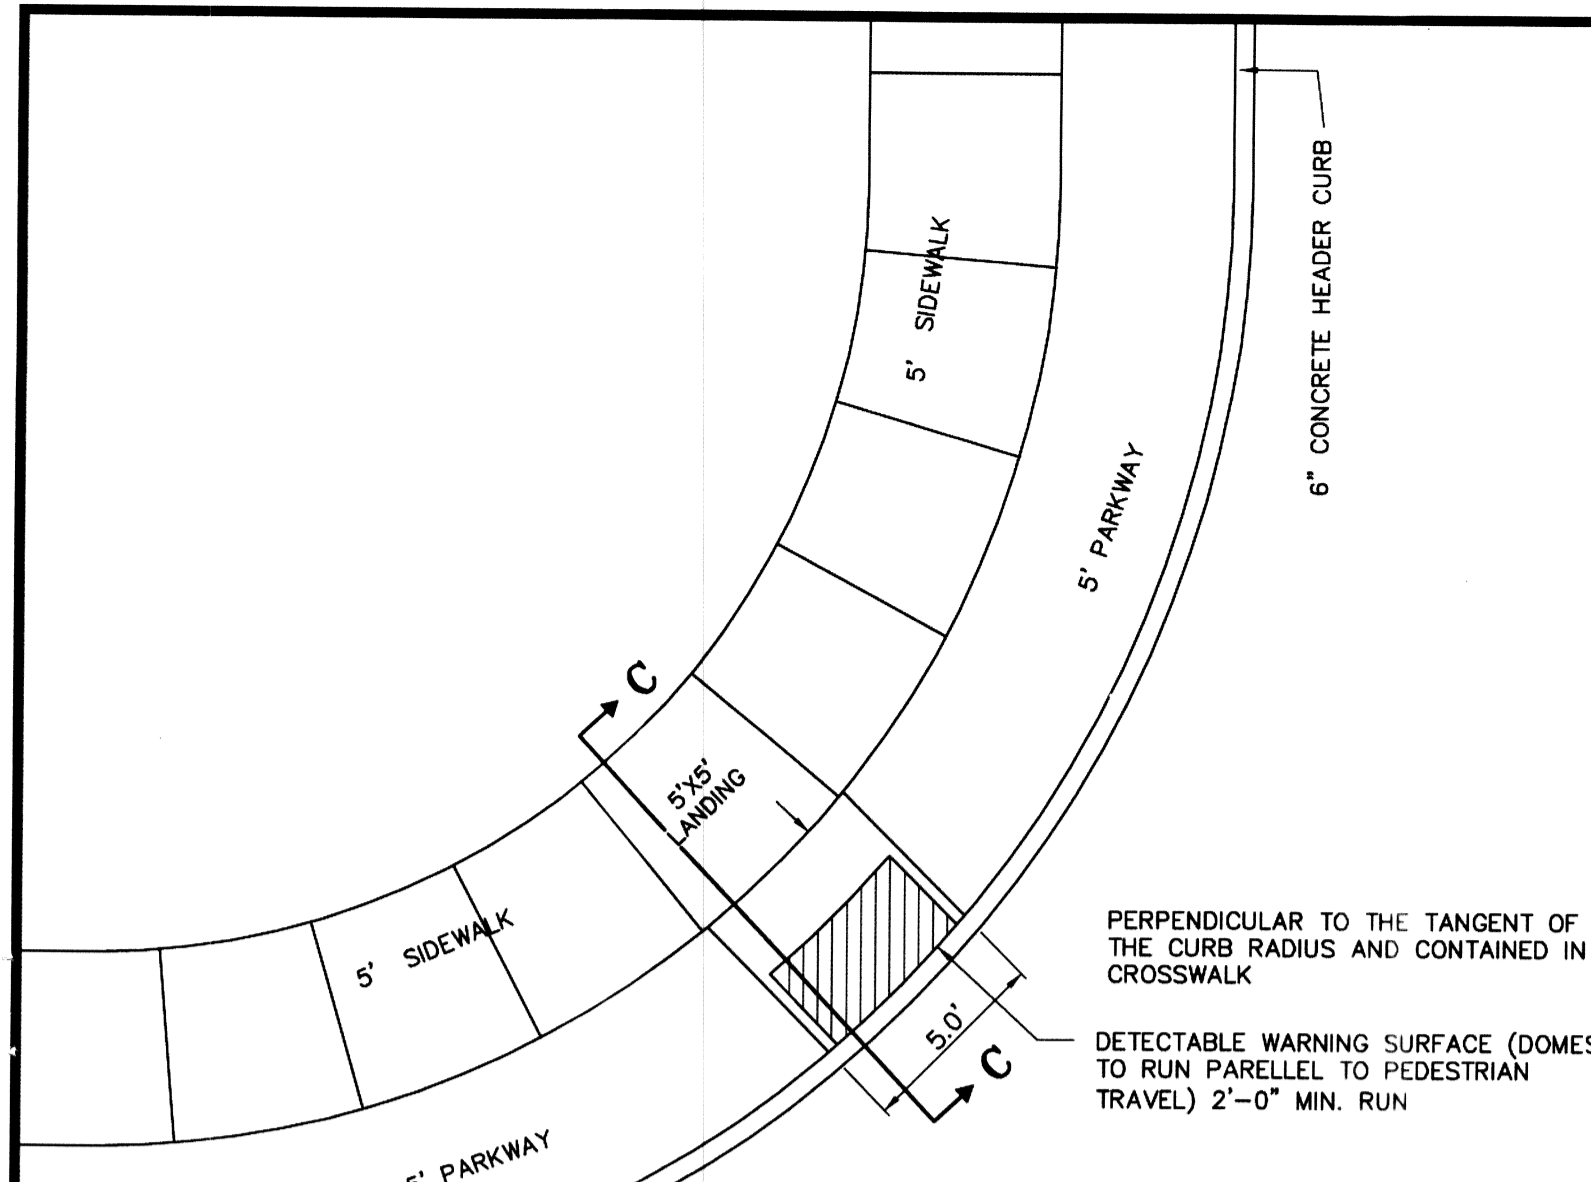 6" CONCRETE HEADER CURB
5' SIDEWALK
5' PARKWAY
C
5'X5'
LANDING
5' SIDEWALK
PERPENDICULAR TO THE TANGENT OF
THE CURB RADIUS AND CONTAINED IN
CROSSWALK
5.0'
C
DETECTABLE WARNING SURFACE (DOMES
TO RUN PARELLEL TO PEDESTRIAN
TRAVEL) 2'-0" MIN. RUN
5' PARKWAY